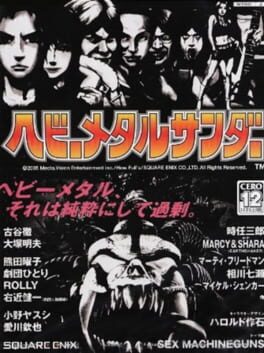 ヘビーメタルサンダー
TM
©2005 Media.Vision Entertainment Inc./SQUARE ENIX CO.,LTD. All Rights Reserved.
ヘビーメタル。
それは純粋にして過剰。
CERO
12
古谷徹
大塚明夫
熊田曜子
劇団ひとり
ROLLY
右近健一
小野ヤスシ
愛川欽也
時任三郎
MARCY & SHARA
マーティ・フリードマン
相川七瀬
マイケル・シェンカー
ハロルド作石
SQUARE ENIX
SEX MACHINEGUNS